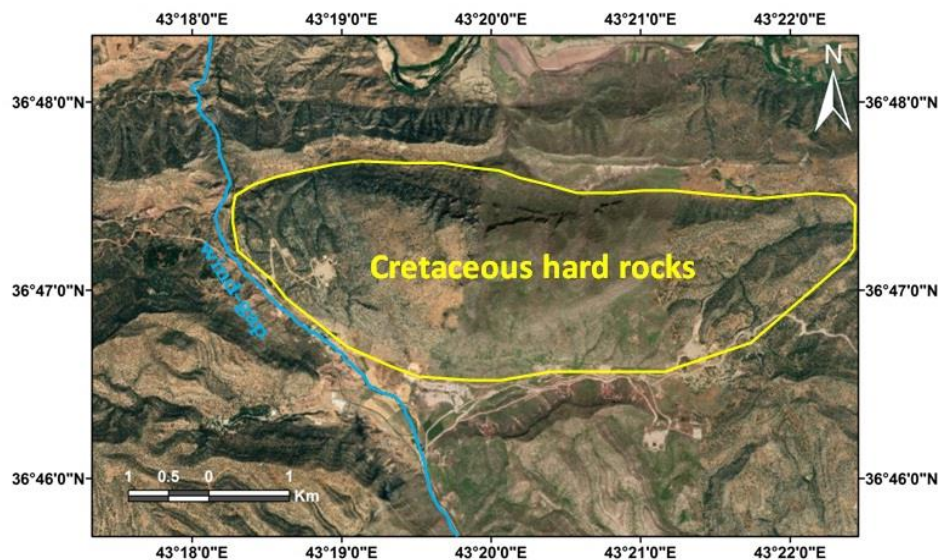 43°18'0"E 43°19'0"E 43°20'0"E 43°21'0"E 43°22'0"E
N
36°48'0"N 36°48'0"N
Cretaceous hard rocks
wind gap
36°47'0"N 36°47'0"N
36°46'0"N 36°46'0"N
1 0.5 0 1
Km
43°18'0"E 43°19'0"E 43°20'0"E 43°21'0"E 43°22'0"E